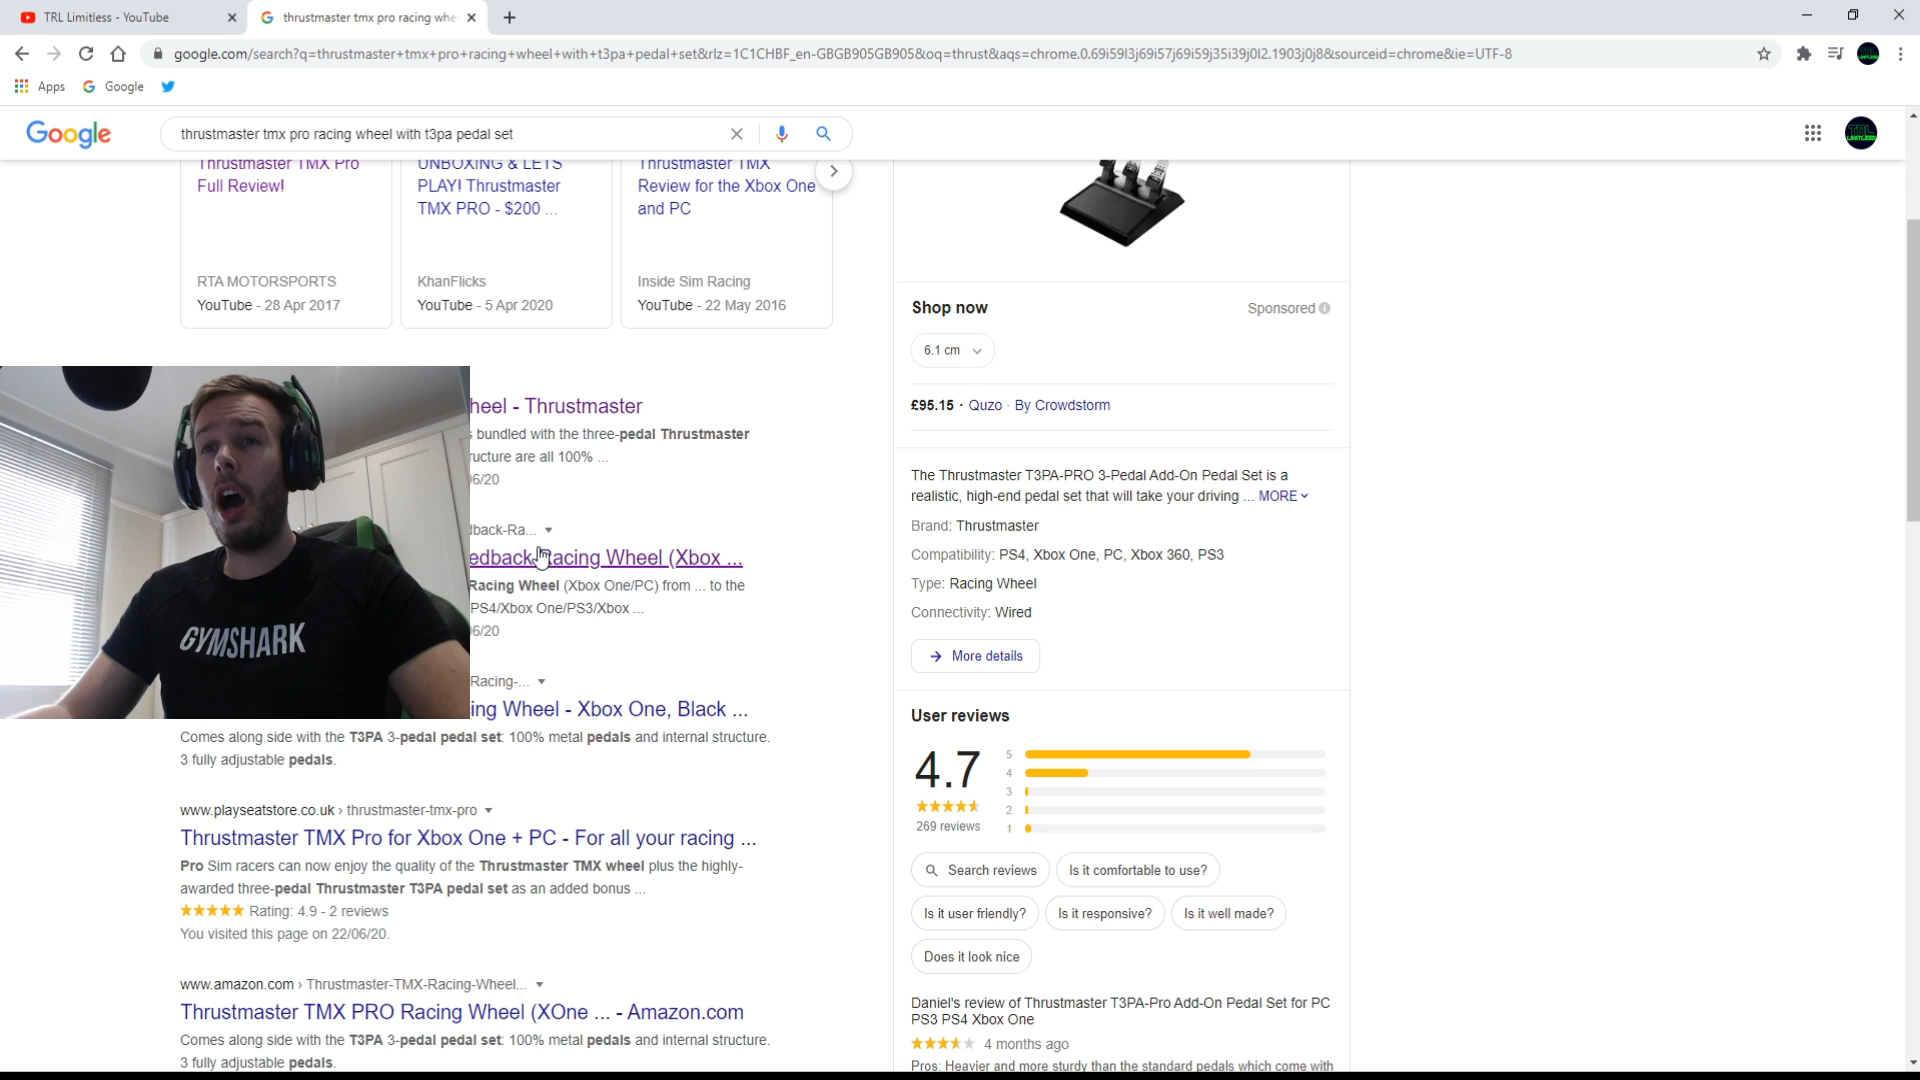 TRL Limitless - YouTube
thrustmaster tmx pro racing whe
google.com/search?q=thrustmaster+tmx+pro+racing+wheel+with+t3pa+pedal+set&rlz=1C1CHBF_en-GBGB905GB905&oq=thrust&aqs=chrome.0.69i59l3j69i57j69i59j35i39j0l2.1903j0j8&sourceid=chrome&ie=UTF-8
Apps
Google
Google
thrustmaster tmx pro racing wheel with t3pa pedal set
Thrustmaster TMX Pro
Full Review!
RTA MOTORSPORTS
YouTube - 28 Apr 2017
UNBOXING & LETS
PLAY! Thrustmaster
TMX PRO - $200 ...
KhanFlicks
YouTube - 5 Apr 2020
Thrustmaster TMX
Review for the Xbox One
and PC
Inside Sim Racing
YouTube - 22 May 2016
heel - Thrustmaster
bundled with the three-pedal Thrustmaster
ructure are all 100% ...
06/20
dback-Ra...
edback Racing Wheel (Xbox ...
Racing Wheel (Xbox One/PC) from ... to the
PS4/Xbox One/PS3/Xbox ...
06/20
Racing-...
ing Wheel - Xbox One, Black ...
GYMSHARK
Comes along side with the T3PA 3-pedal pedal set: 100% metal pedals and internal structure.
3 fully adjustable pedals.
www.playseatstore.co.uk › thrustmaster-tmx-pro
Thrustmaster TMX Pro for Xbox One + PC - For all your racing ...
Pro Sim racers can now enjoy the quality of the Thrustmaster TMX wheel plus the highly-
awarded three-pedal Thrustmaster T3PA pedal set as an added bonus ...
Rating: 4.9 - 2 reviews
You visited this page on 22/06/20.
www.amazon.com › Thrustmaster-TMX-Racing-Wheel...
Thrustmaster TMX PRO Racing Wheel (XOne ... - Amazon.com
Comes along side with the T3PA 3-pedal pedal set: 100% metal pedals and internal structure.
3 fully adjustable pedals.
Shop now
Sponsored
6.1 cm
£95.15 · Quzo · By Crowdstorm
The Thrustmaster T3PA-PRO 3-Pedal Add-On Pedal Set is a
realistic, high-end pedal set that will take your driving ... MORE
Brand: Thrustmaster
Compatibility: PS4, Xbox One, PC, Xbox 360, PS3
Type: Racing Wheel
Connectivity: Wired
More details
User reviews
4.7
269 reviews
5
4
3
2
1
Search reviews
Is it comfortable to use?
Is it user friendly?
Is it responsive?
Is it well made?
Does it look nice
Daniel's review of Thrustmaster T3PA-Pro Add-On Pedal Set for PC
PS3 PS4 Xbox One
4 months ago
Pros: Heavier and more sturdy than the standard pedals which come with